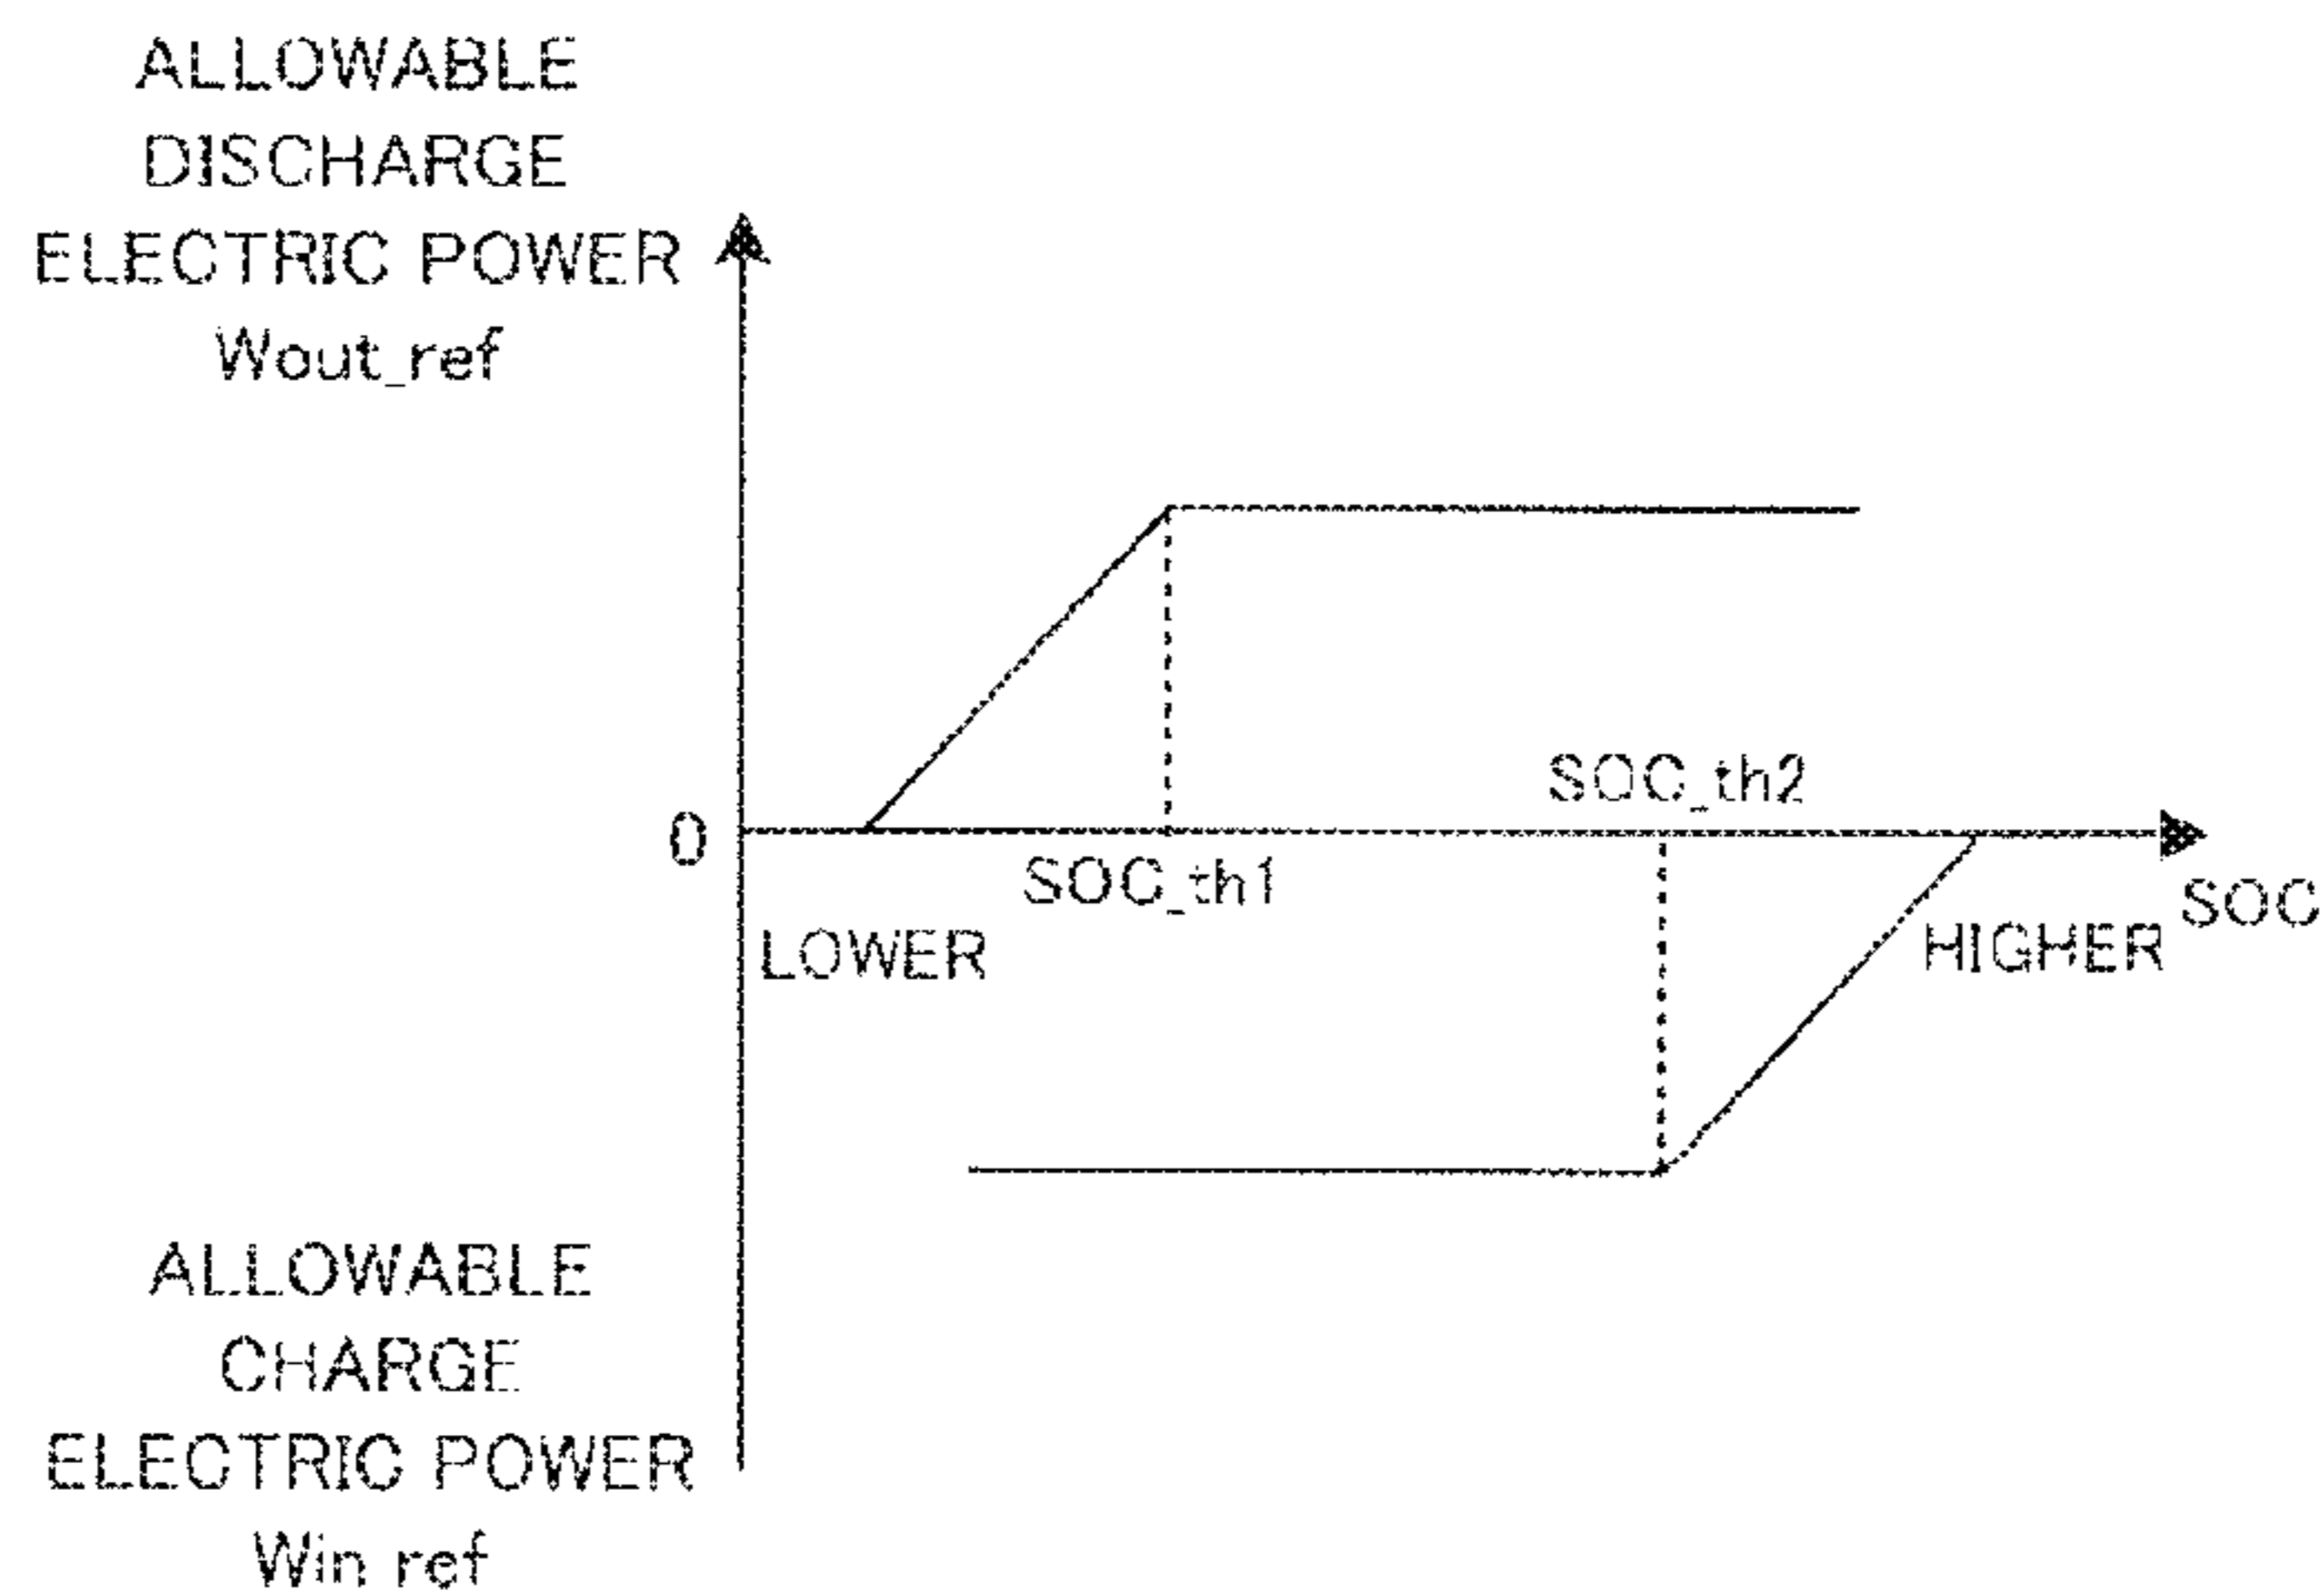 ALLOWABLE
DISCHARGE
ELECTRIC POWER
Wout_ref
SOC_th2
0
SOC_th1
SOC
LOWER
HIGHER
ALLOWABLE
CHARGE
ELECTRIC POWER
Win ref